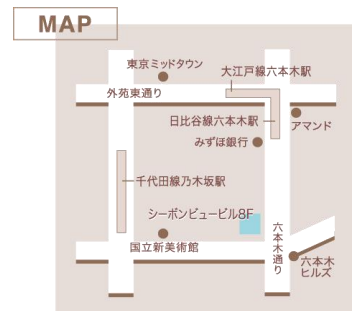 MAP
東京ミッドタウン
大江戸線六本木駅
外苑東通り
日比谷線六本木駅
アマンド
みずほ銀行
千代田線乃木坂駅
シーボンビュービル8F
六本木通り
国立新美術館
六本木
ヒルズ